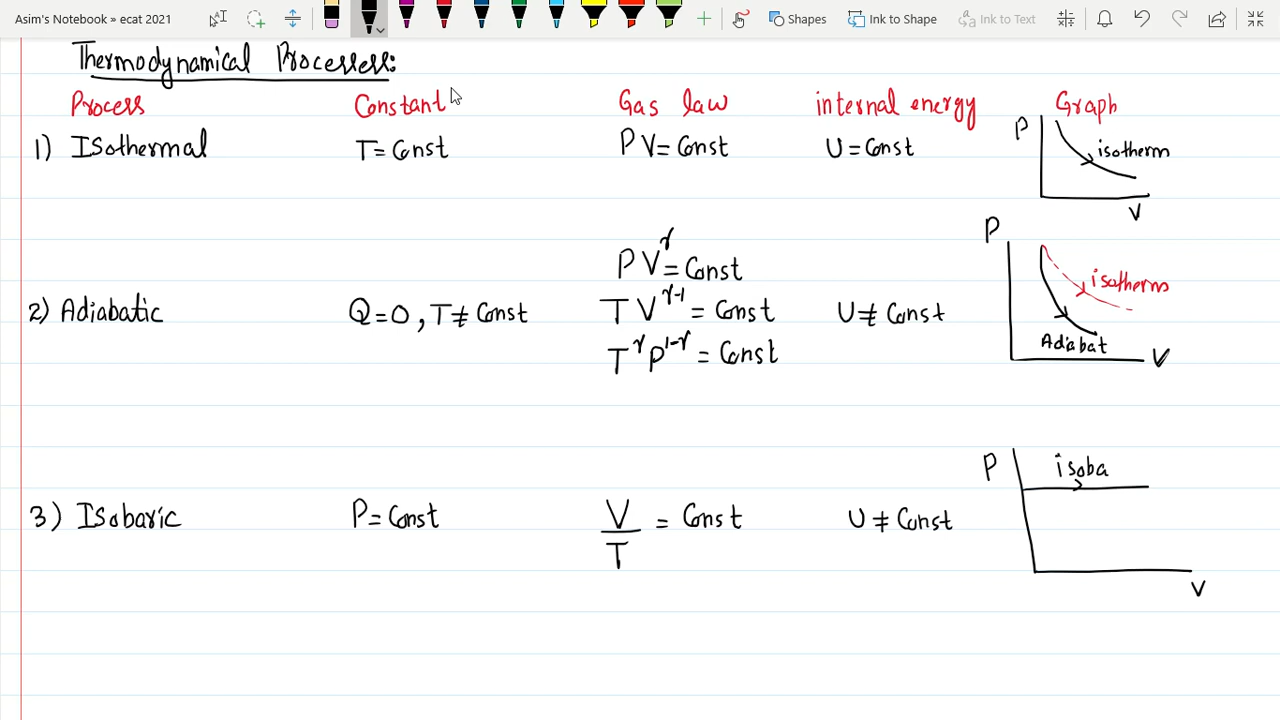 Asim's Notebook » ecat 2021
Shapes Ink to Shape Ink to Text
Thermodynamical Processess:
Process Constant Gas law internal energy Graph
1) ISothermal T=Const PV=Const U=Const
P isotherm V
2) Adiabatic Q=0, T≠Const
PV^γ=Const
TV^γ-1 = Const
T^γ P^1-γ = Const
U≠Const
P isotherm
Adiabat V
3) ISobaric P=Const V/T = Const U≠Const
P isoba
V